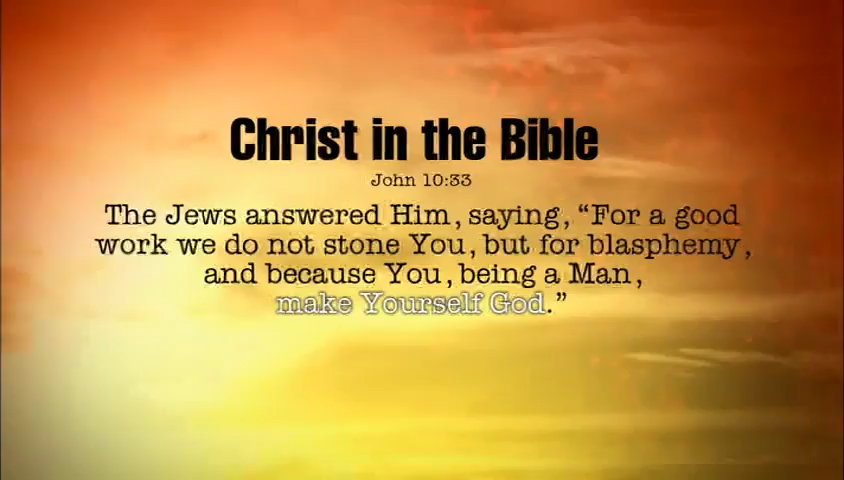 Christ in the Bible
John 10:33
The Jews answered Him, saying, “For a good
work we do not stone You, but for blasphemy,
and because You, being a Man,
make Yourself God.”